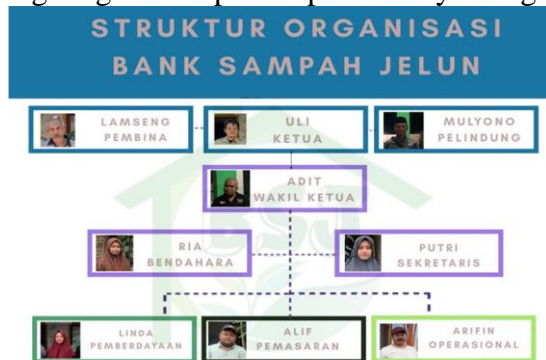 STRUKTUR ORGANISASI
BANK SAMPAH JELUN
LAMSENG
PEMBINA
ULI
KETUA
MULYONO
PELINDUNG
ADIT
WAKIL KETUA
BSJ
RIA
BENDAHARA
PUTRI
SEKRETARIS
LINDA
PEMBERDAYAAN
ALIF
PEMASARAN
ARIFIN
OPERASIONAL